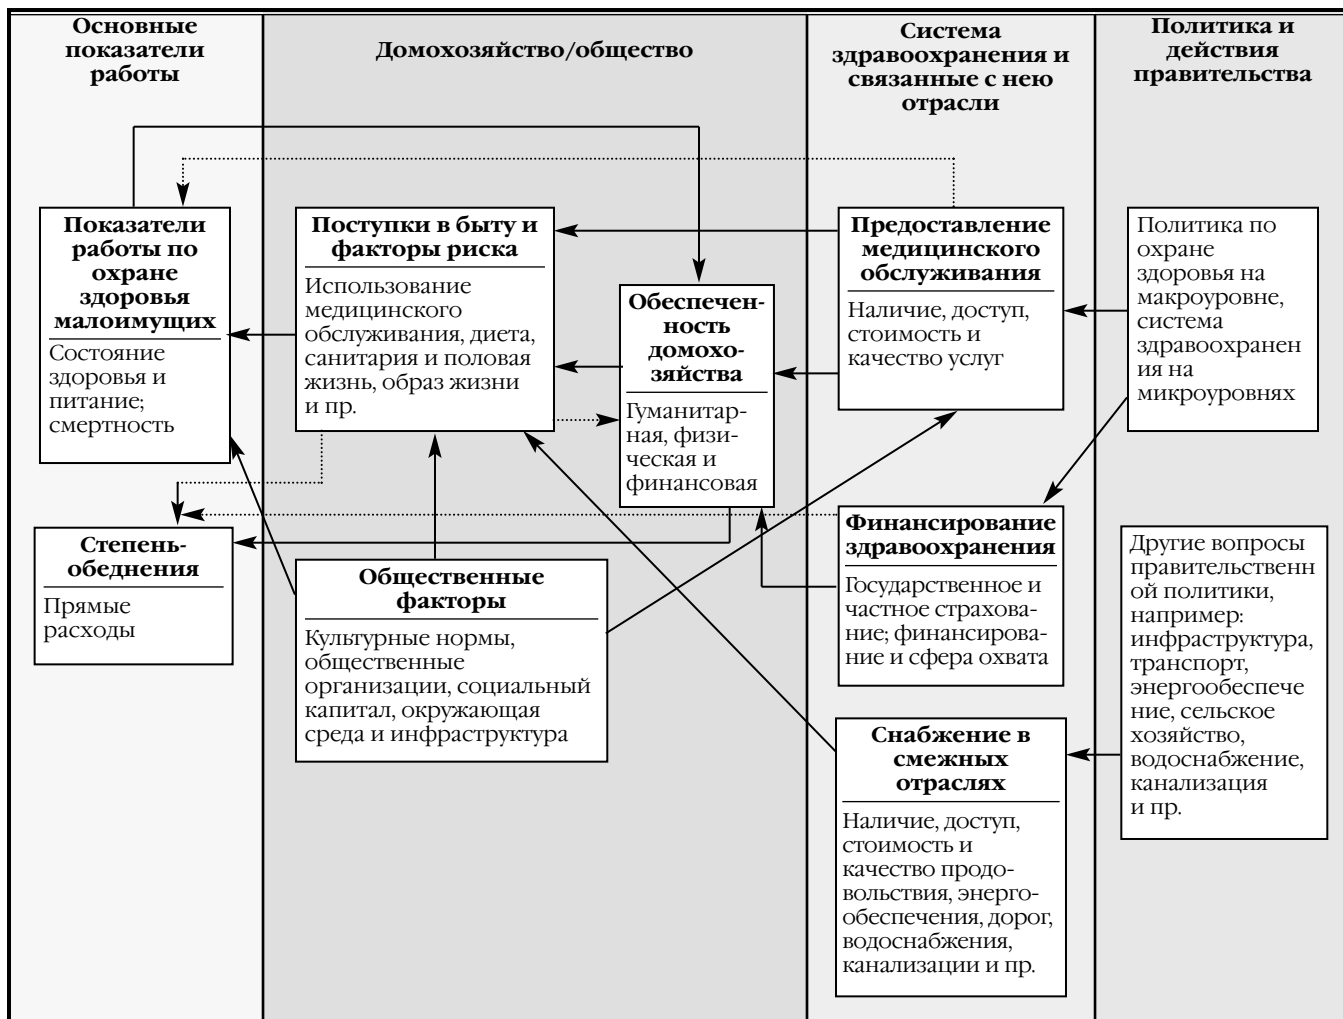 Основные
показатели
работы
Домохозяйство/общество
Система
здравоохранения и
связанные с нею
отрасли
Политика и
действия
правительства
Показатели
работы по
охране
здоровья
малоимущих
Состояние
здоровья и
питание;
смертность
Степень-
обеднения
Прямые
расходы
Поступки в быту и
факторы риска
Использование
медицинского
обслуживания, диета,
санитария и половая
жизнь, образ жизни
и пр.
Обеспечен-
ность
домохо-
зяйства
Гуманитар-
ная, физи-
ческая и
финансовая
Общественные
факторы
Культурные нормы,
общественные
организации, социальный
капитал, окружающая
среда и инфраструктура
Предоставление
медицинского
обслуживания
Наличие, доступ,
стоимость и
качество услуг
Финансирование
здравоохранения
Государственное и
частное страхова-
ние; финансирова-
ние и сфера охвата
Снабжение в
смежных
отраслях
Наличие, доступ,
стоимость и
качество продо-
вольствия, энерго-
обеспечения, дорог,
водоснабжения,
канализации и пр.
Политика по
охране
здоровья на
макроуровне,
система
здравоохранен
ия на
микроуровнях
Другие вопросы
правительствен
ной политики,
например:
инфраструктура,
транспорт,
энергообеспече
ние, сельское
хозяйство,
водоснабжение,
канализация
и пр.